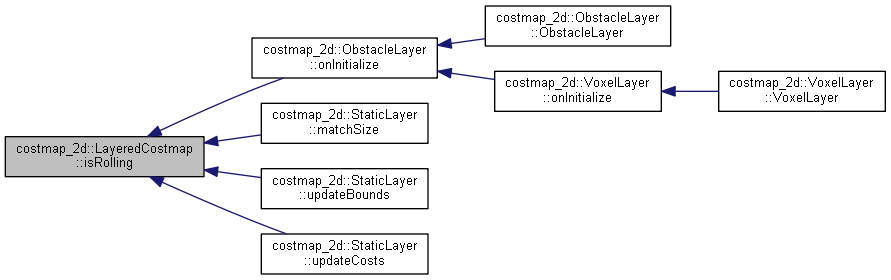 costmap_2d::LayeredCostmap
::isRolling
costmap_2d::ObstacleLayer
::onInitialize
costmap_2d::ObstacleLayer
::ObstacleLayer
costmap_2d::VoxelLayer
::onInitialize
costmap_2d::VoxelLayer
::VoxelLayer
costmap_2d::StaticLayer
::matchSize
costmap_2d::StaticLayer
::updateBounds
costmap_2d::StaticLayer
::updateCosts